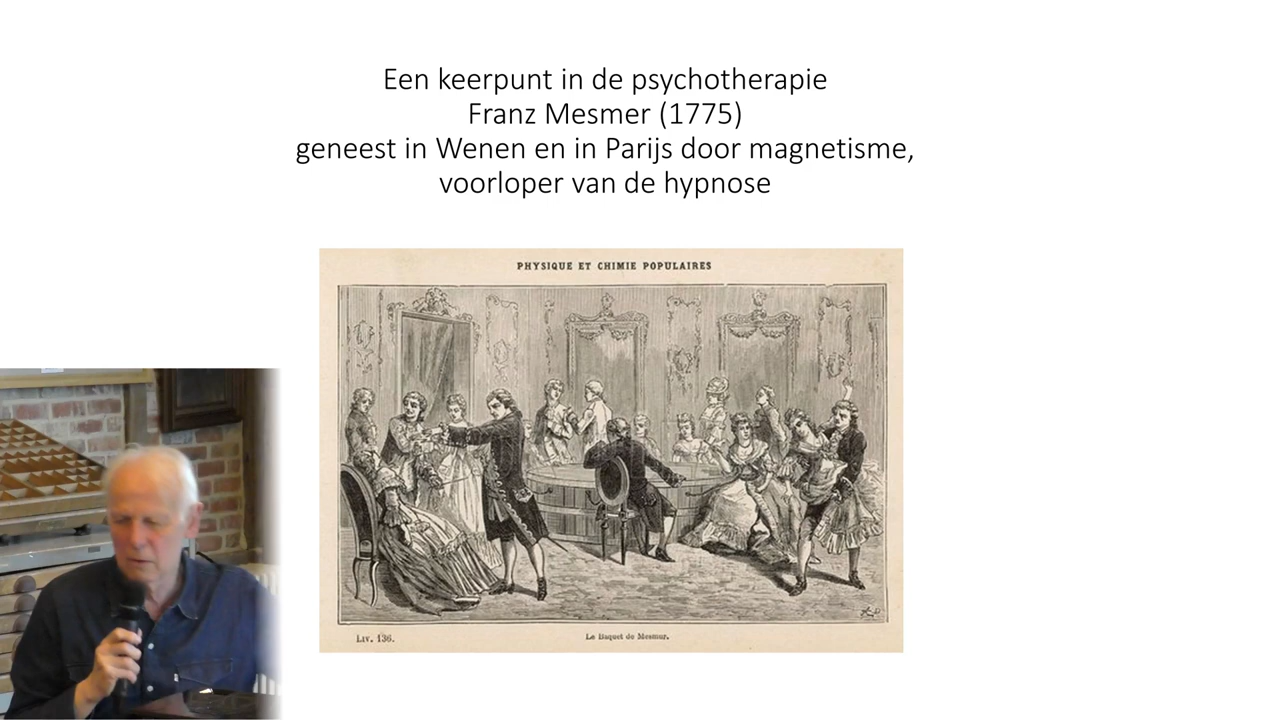 Een keerpunt in de psychotherapie
Franz Mesmer (1775)
geneest in Wenen en in Parijs door magnetisme,
voorloper van de hypnose
PHYSIQUE ET CHIMIE POPULAIRES
Liv. 136.
Le Baquet de Mesmer.